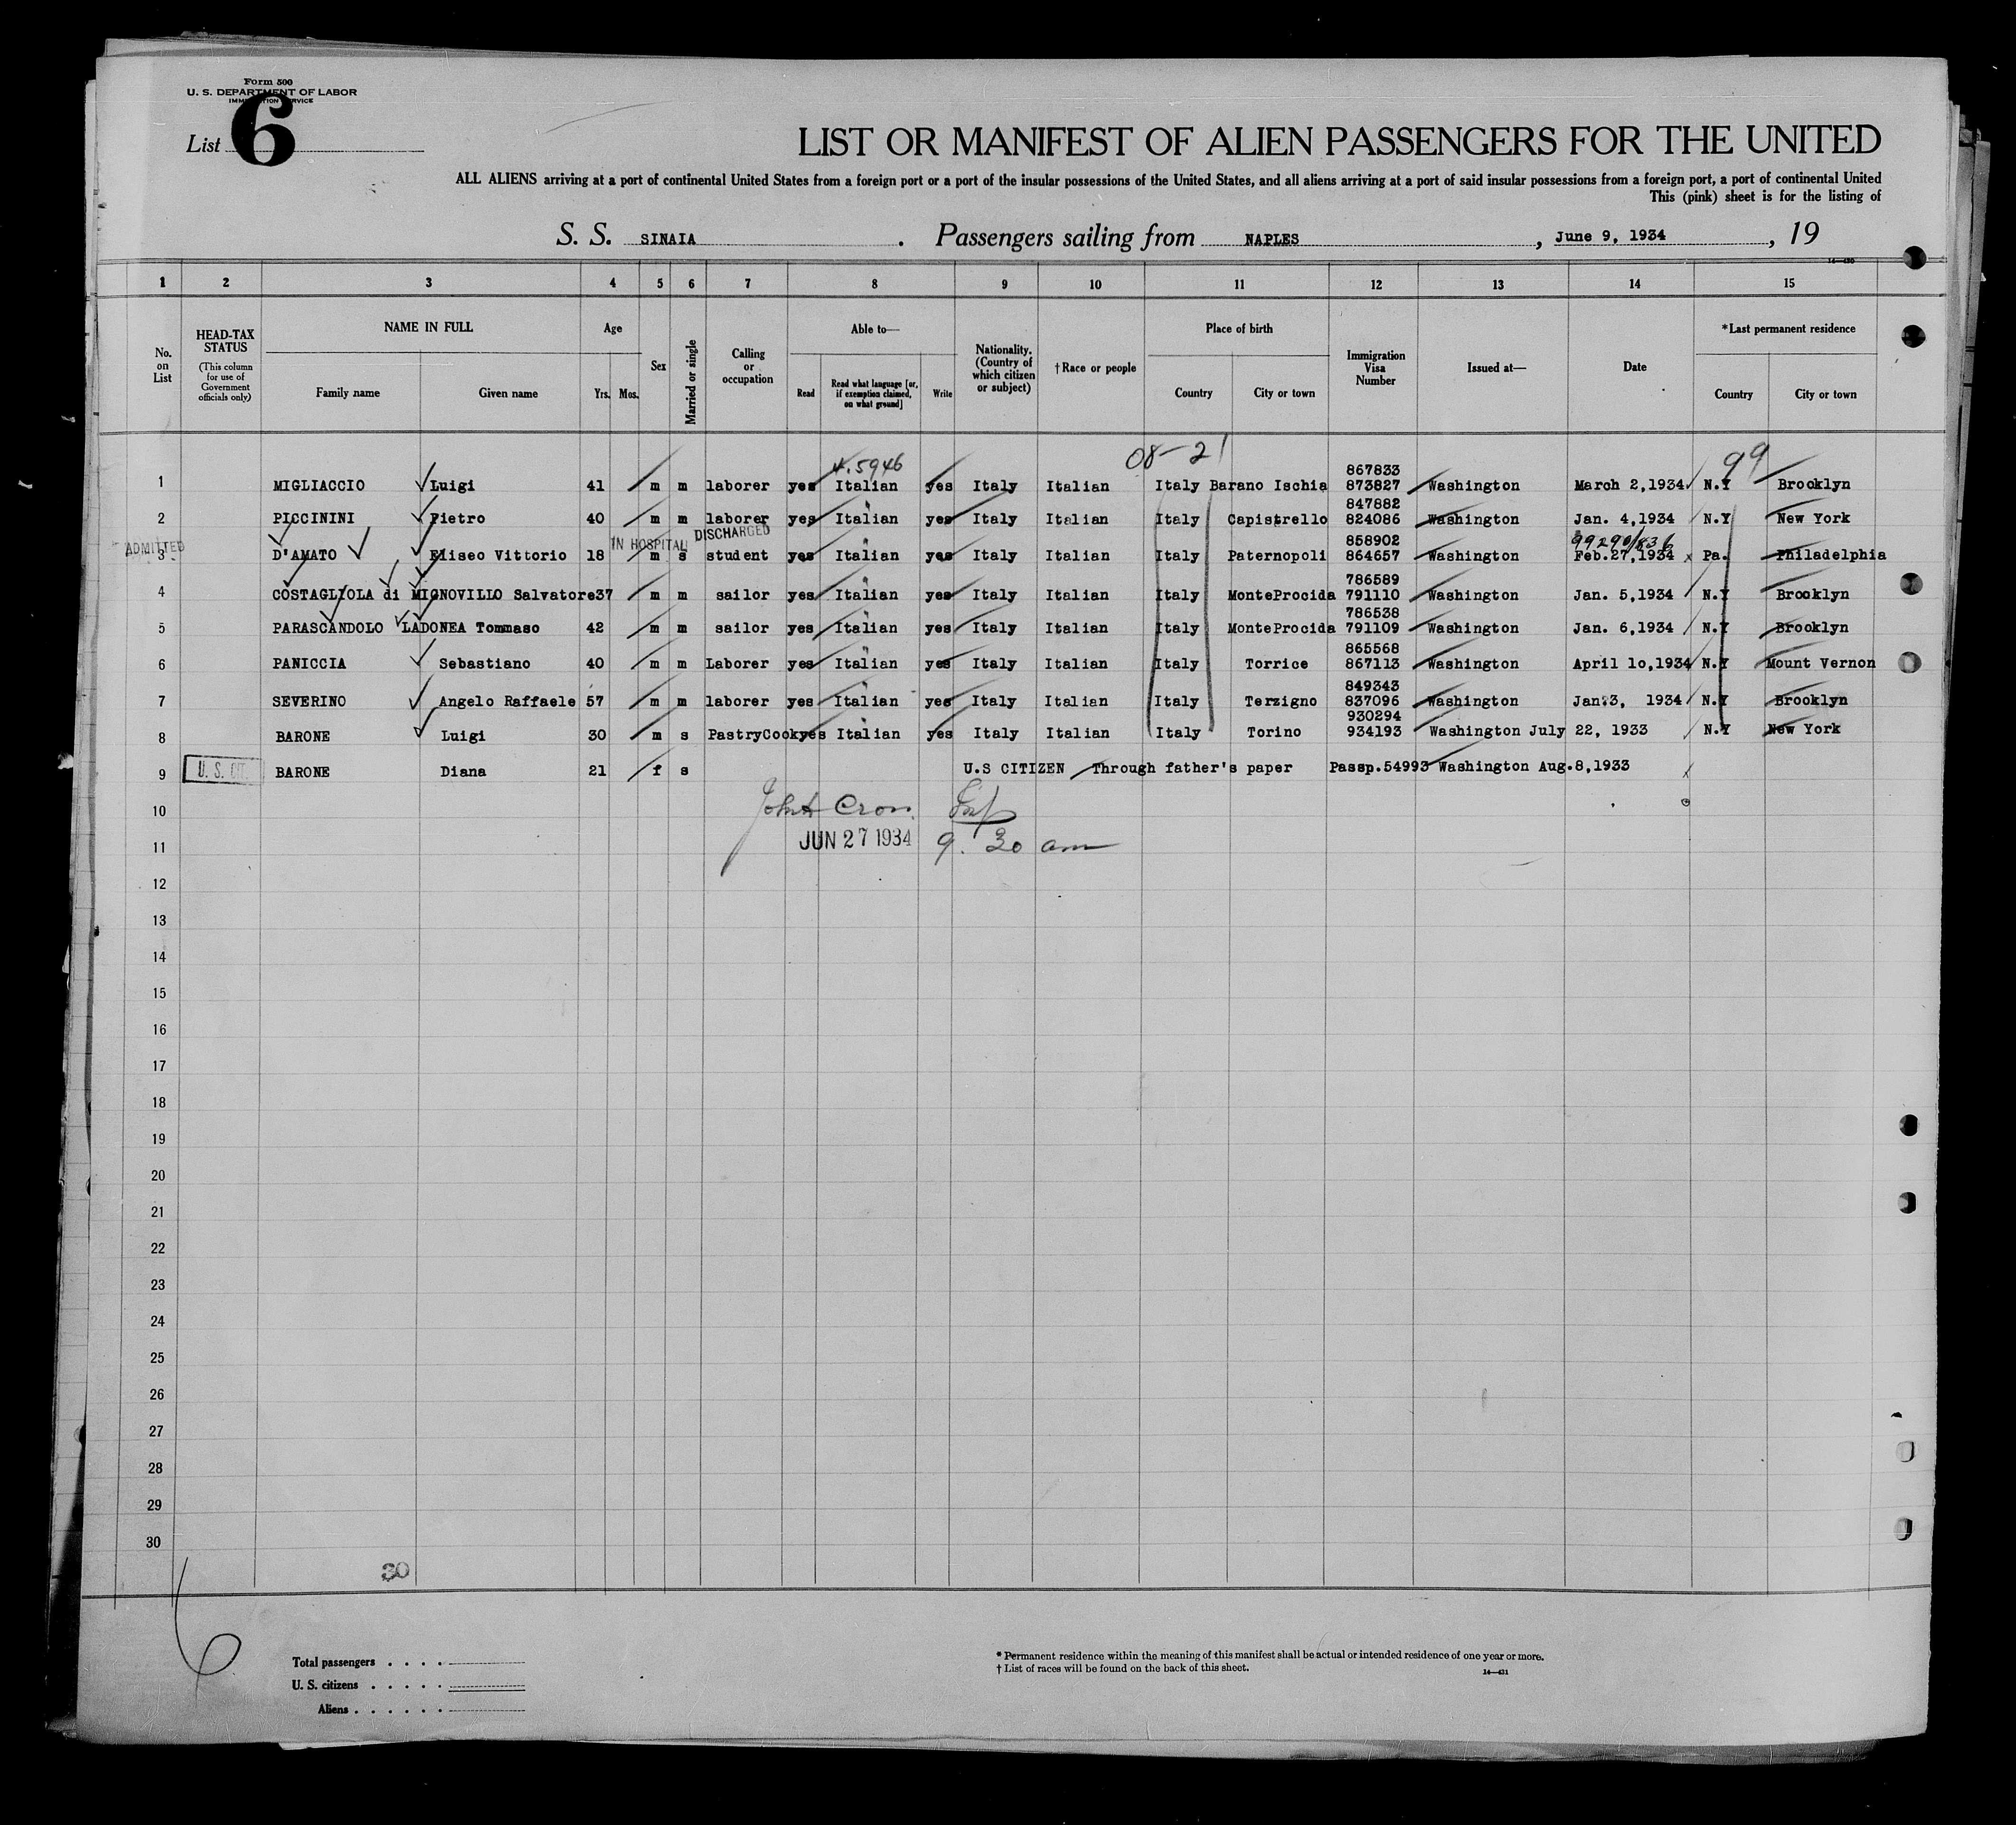 Form 500
U. S. DEPARTMENT OF LABOR
List 6
LIST OR MANIFEST OF ALIEN PASSENGERS FOR THE UNITED
ALL ALIENS arriving at a port of continental United States from a foreign port or a port of the insular possessions of the United States, and all aliens arriving at a port of said insular possessions from a foreign port, a port of continental United
This (pink) sheet is for the listing of
S. S. SINAIA . Passengers sailing from NAPLES , June 9, 1934 , 19
1 2 3 4 5 6 7 8 9 10 11 12 13 14 15
No. on List
HEAD-TAX STATUS (This column for use of Government officials only)
NAME IN FULL Family name Given name
Age Yrs. Mos.
Sex
Married or single
Calling or occupation
Able to— Read Read what language [or, if exemption claimed, on what ground] Write
Nationality. (Country of which citizen or subject)
†Race or people
Place of birth Country City or town
Immigration Visa Number
Issued at—
Date
*Last permanent residence Country City or town
08-21
99
4.5946
867833
1 MIGLIACCIO Luigi 41 m m laborer yes Italian yes Italy Italian Italy Barano Ischia 873827 Washington March 2,1934 N.Y Brooklyn
847882
2 PICCININI Pietro 40 m m laborer yes Italian yes Italy Italian Italy Capistrello 824086 Washington Jan. 4,1934 N.Y New York
ADMITTED IN HOSPITAL DISCHARGED 858902
3 D'AMATO Eliseo Vittorio 18 m s student yes Italian yes Italy Italian Italy Paternopoli 864657 Washington Feb.27,1934 Pa. Philadelphia
786589
4 COSTAGLIOLA di MIGNOVILLO Salvatore 37 m m sailor yes Italian yes Italy Italian Italy MonteProcida 791110 Washington Jan. 5,1934 N.Y Brooklyn
786538
5 PARASCANDOLO LADONEA Tommaso 42 m m sailor yes Italian yes Italy Italian Italy MonteProcida 791109 Washington Jan. 6,1934 N.Y Brooklyn
865568
6 PANICCIA Sebastiano 40 m m Laborer yes Italian yes Italy Italian Italy Torrice 867113 Washington April 1o,1934 N.Y Mount Vernon
849343
7 SEVERINO Angelo Raffaele 57 m m laborer yes Italian yes Italy Italian Italy Terzigno 837096 Washington Jan.3, 1934 N.Y Brooklyn
930294
8 BARONE Luigi 30 m s PastryCook yes Italian yes Italy Italian Italy Torino 934193 Washington July 22, 1933 N.Y New York
9 U. S. CIT. BARONE Diana 21 f s U.S CITIZEN Through father's paper Passp.54993 Washington Aug.8,1933
10
JUN 27 1934 9. 30 am
11
12
13
14
15
16
17
18
19
20
21
22
23
24
25
26
27
28
29
30
30
6
Total passengers . . . .
U. S. citizens . . . . .
Aliens . . . . . .
* Permanent residence within the meaning of this manifest shall be actual or intended residence of one year or more.
† List of races will be found on the back of this sheet.
14—431